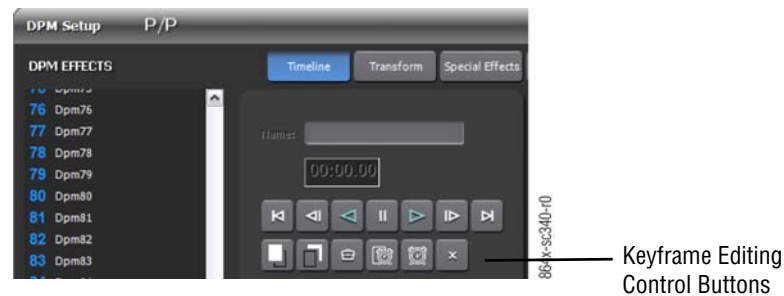 DPM Setup P/P
DPM EFFECTS
Timeline Transform Special Effects
76 Dpm76
77 Dpm77
78 Dpm78
79 Dpm79
80 Dpm80
81 Dpm81
82 Dpm82
83 Dpm83
Name:
00:00.00
864x-sc340-r0
Keyframe Editing
Control Buttons